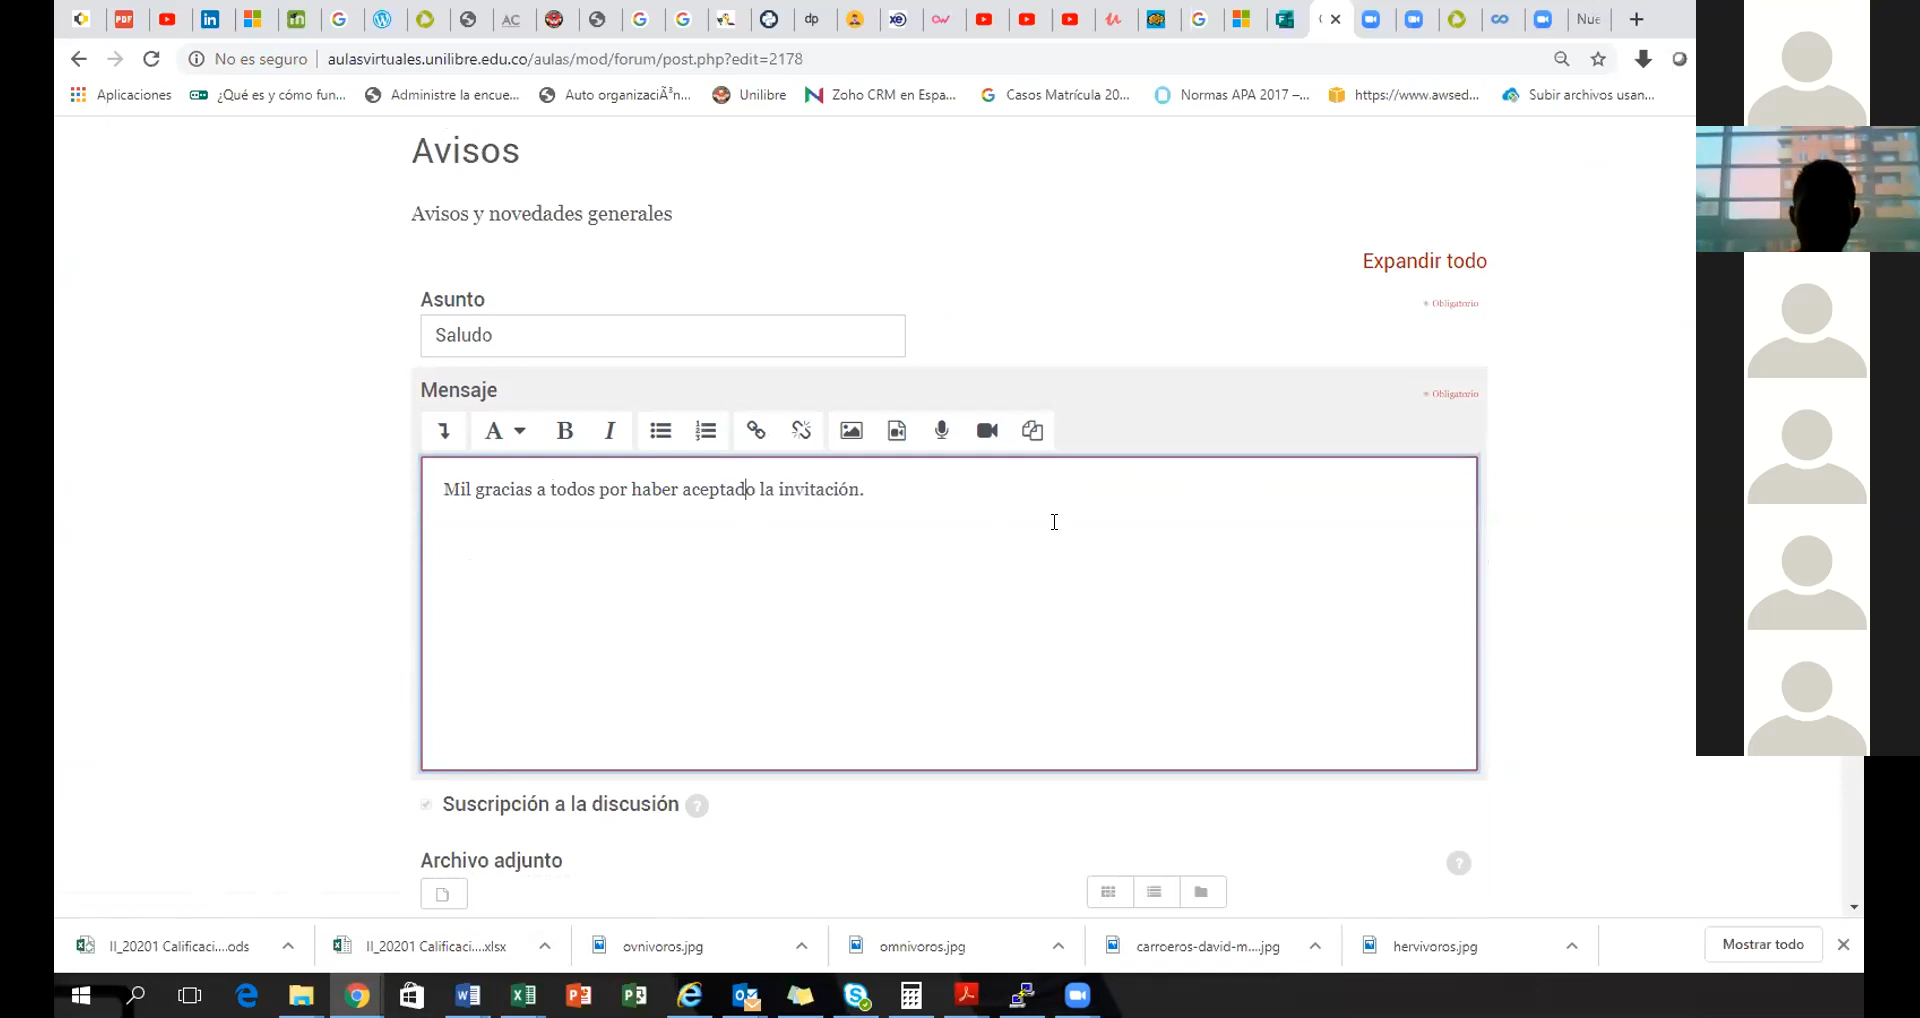 AC
dp
xe
Nue
No es seguro
aulasvirtuales.unilibre.edu.co/aulas/mod/forum/post.php?edit=2178
Aplicaciones
¿Qué es y cómo fun...
Administre la encue...
Auto organizaciÃ³n...
Unilibre
Zoho CRM en Espa...
Casos Matrícula 20...
Normas APA 2017 –...
https://www.awsed...
Subir archivos usan...
Avisos
Avisos y novedades generales
Expandir todo
Asunto
Obligatorio
Saludo
Mensaje
Obligatorio
Mil gracias a todos por haber aceptado la invitación.
Suscripción a la discusión
Archivo adjunto
II_20201 Calificaci....ods
II_20201 Calificaci....xlsx
ovnivoros.jpg
omnivoros.jpg
carroeros-david-m....jpg
hervivoros.jpg
Mostrar todo